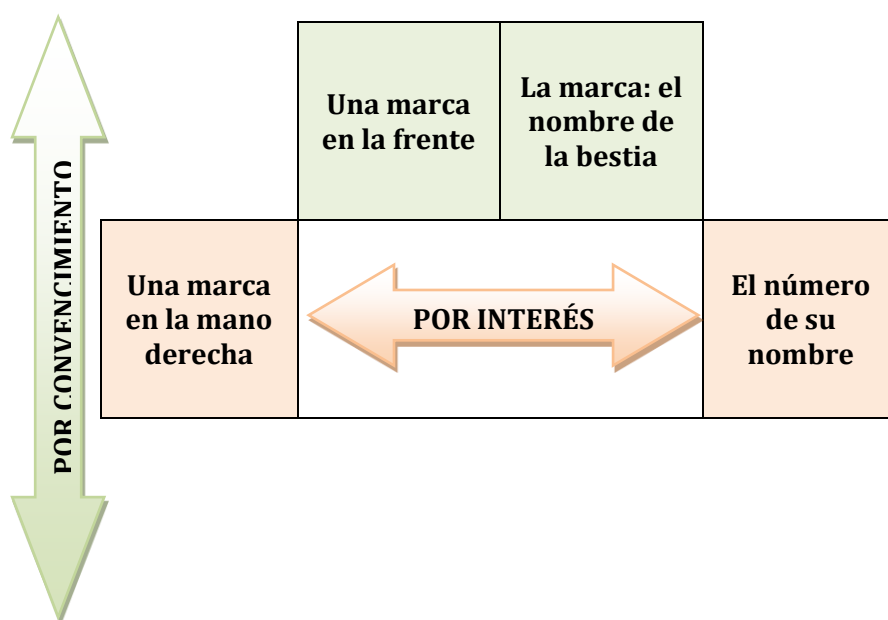 Una marca
en la frente
La marca: el
nombre de
la bestia
POR CONVENCIMIENTO
Una marca
en la mano
derecha
POR INTERÉS
El número
de su
nombre